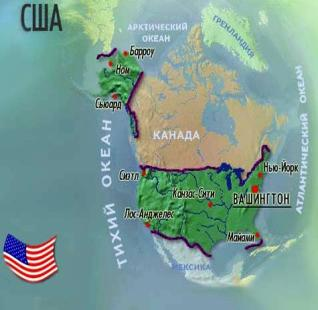 США
АРКТИЧЕСКИЙ
ОКЕАН
ГРЕНЛАНДИЯ
Барроу
Ном
Сьюард
КАНАДА
ТИХИЙ ОКЕАН
АТЛАНТИЧЕСКИЙ ОКЕАН
Сиэтл
Нью-Йорк
Канзас-Сити
ВАШИНГТОН
Лос-Анджелес
Майами
МЕКСИКА